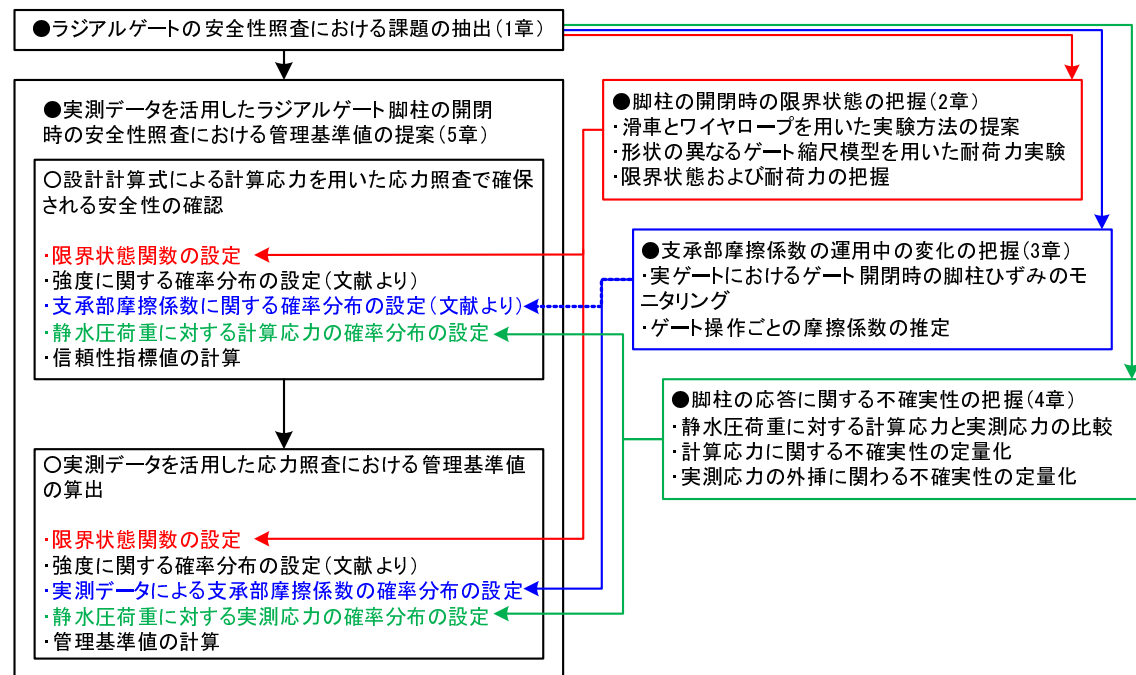 ●ラジアルゲートの安全性照査における課題の抽出(1章)
●実測データを活用したラジアルゲート脚柱の開閉
時の安全性照査における管理基準値の提案(5章)
○設計計算式による計算応力を用いた応力照査で確保
される安全性の確認
・限界状態関数の設定
・強度に関する確率分布の設定(文献より)
・支承部摩擦係数に関する確率分布の設定(文献より)
・静水圧荷重に対する計算応力の確率分布の設定
・信頼性指標値の計算
○実測データを活用した応力照査における管理基準値
の算出
・限界状態関数の設定
・強度に関する確率分布の設定(文献より)
・実測データによる支承部摩擦係数の確率分布の設定
・静水圧荷重に対する実測応力の確率分布の設定
・管理基準値の計算
●脚柱の開閉時の限界状態の把握(2章)
・滑車とワイヤロープを用いた実験方法の提案
・形状の異なるゲート縮尺模型を用いた耐荷力実験
・限界状態および耐荷力の把握
●支承部摩擦係数の運用中の変化の把握(3章)
・実ゲートにおけるゲート開閉時の脚柱ひずみのモ
ニタリング
・ゲート操作ごとの摩擦係数の推定
●脚柱の応答に関する不確実性の把握(4章)
・静水圧荷重に対する計算応力と実測応力の比較
・計算応力に関する不確実性の定量化
・実測応力の外挿に関わる不確実性の定量化